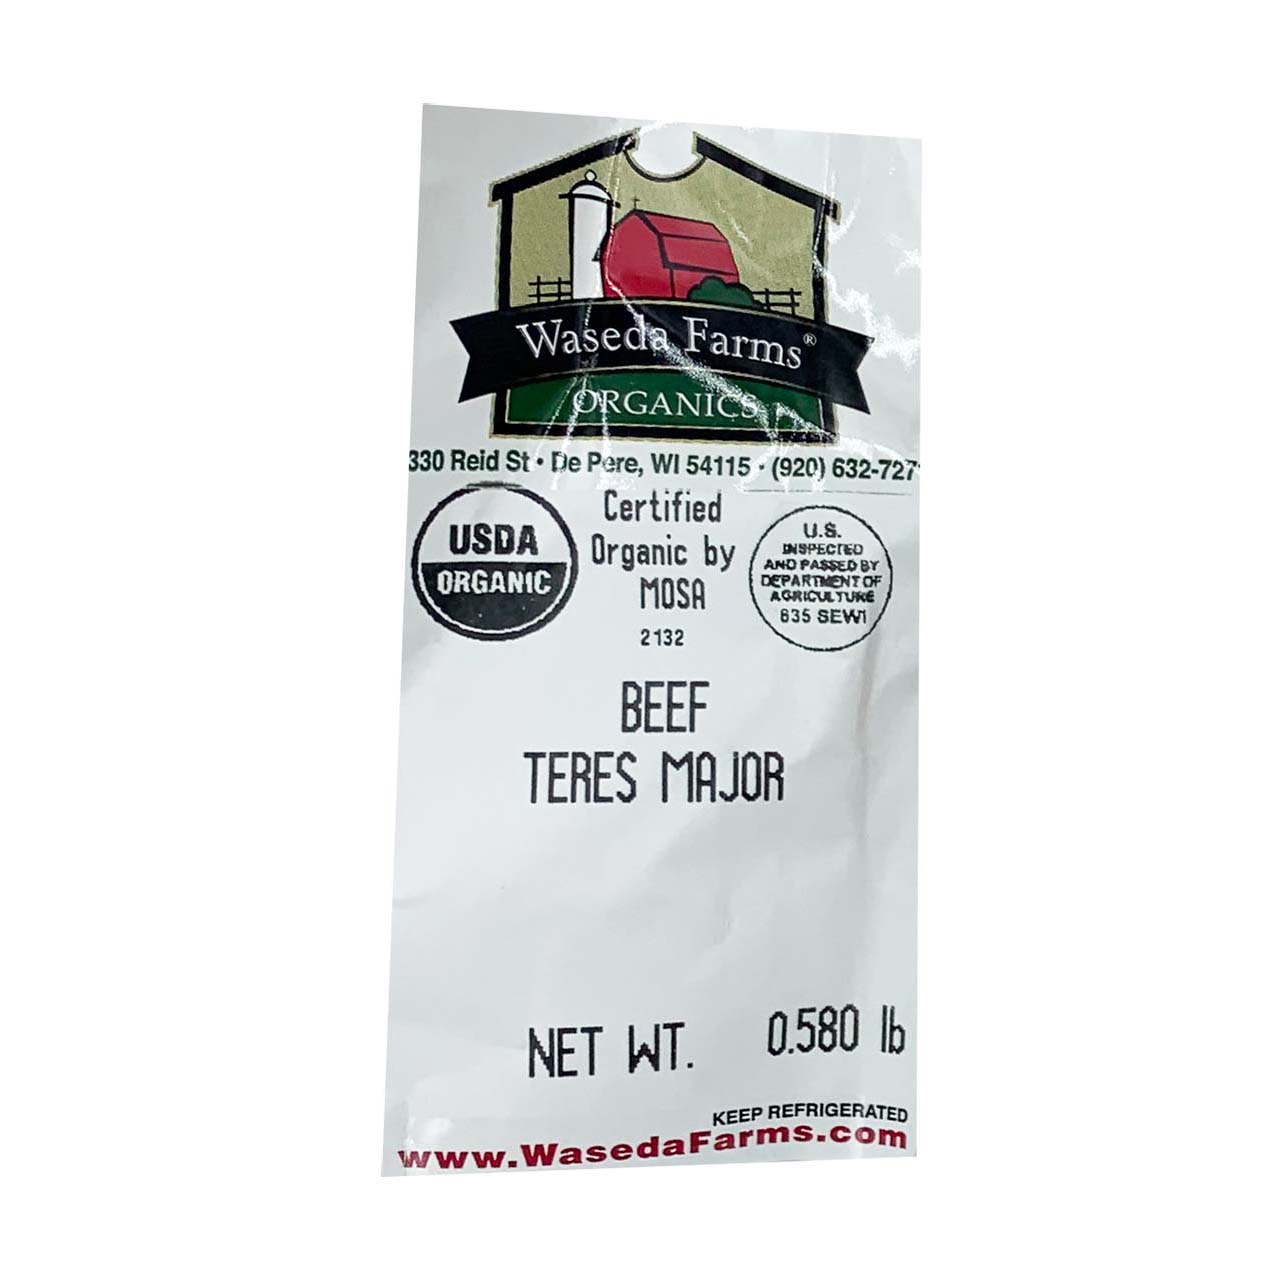 Waseda Farms®
ORGANICS
330 Reid St • De Pere, WI 54115 • (920) 632-727
USDA
ORGANIC
Certified
Organic by
MOSA
2132
U.S.
INSPECTED
AND PASSED BY
DEPARTMENT OF
AGRICULTURE
635 SEWI
BEEF
TERES MAJOR
NET WT. 0.580 lb
KEEP REFRIGERATED
www.WasedaFarms.com